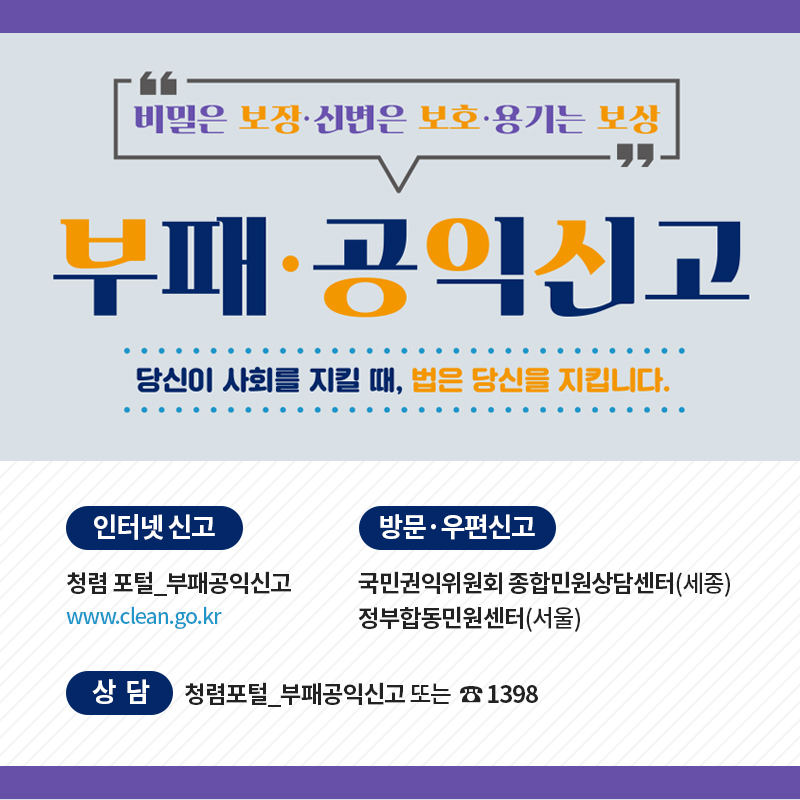 ❝
비밀은 보장·신변은 보호·용기는 보상
❞
부패·공익신고
당신이 사회를 지킬 때, 법은 당신을 지킵니다.
인터넷 신고
청렴 포털_부패공익신고
www.clean.go.kr
방문·우편신고
국민권익위원회 종합민원상담센터(세종)
정부합동민원센터(서울)
상 담
청렴포털_부패공익신고 또는 ☎ 1398